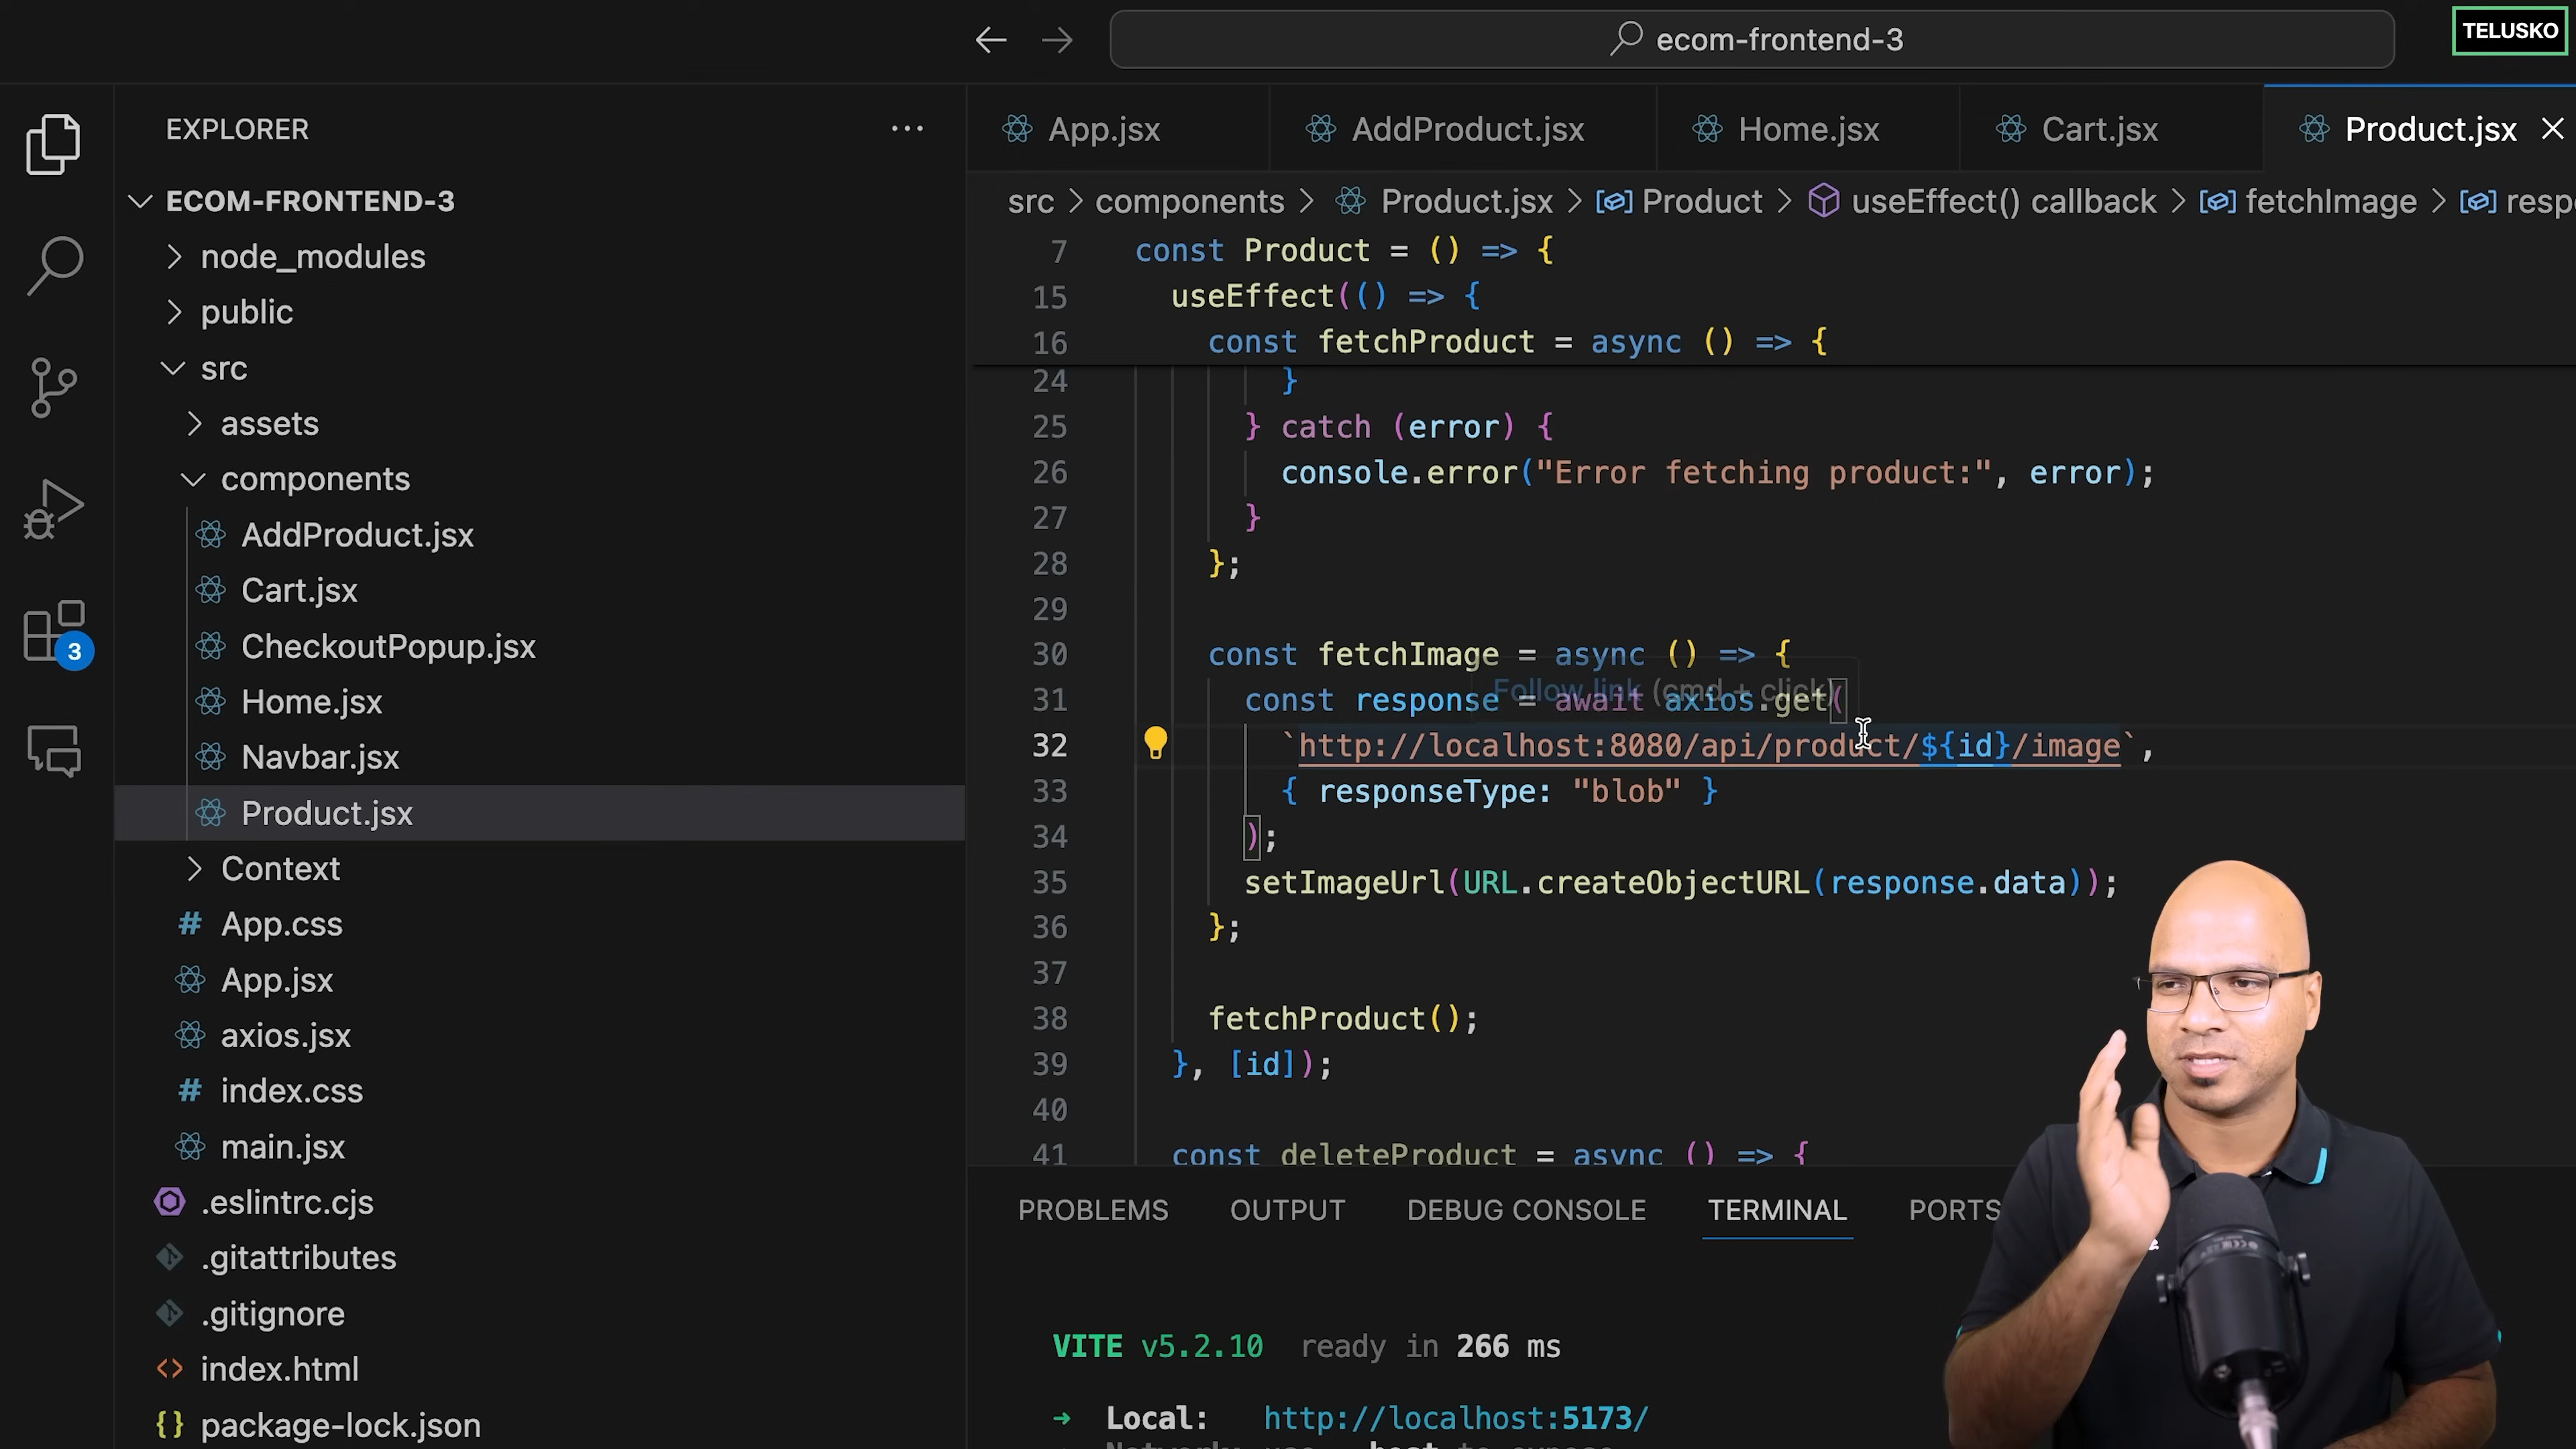 ecom-frontend-3
TELUSKO
EXPLORER
ECOM-FRONTEND-3
node_modules
public
src
assets
components
AddProduct.jsx
Cart.jsx
CheckoutPopup.jsx
Home.jsx
Navbar.jsx
Product.jsx
Context
App.css
App.jsx
axios.jsx
index.css
main.jsx
.eslintrc.cjs
.gitattributes
.gitignore
index.html
package-lock.json
3
App.jsx AddProduct.jsx Home.jsx Cart.jsx Product.jsx
src > components > Product.jsx > Product > useEffect() callback > fetchImage > resp
7 const Product = () => {
15 useEffect(() => {
16 const fetchProduct = async () => {
24 }
25 } catch (error) {
26 console.error("Error fetching product:", error);
27 }
28 };
29
30 const fetchImage = async () => {
Follow link (cmd + click)
31 const response = await axios.get(
32 `http://localhost:8080/api/product/${id}/image`,
33 { responseType: "blob" }
34 );
35 setImageUrl(URL.createObjectURL(response.data));
36 };
37
38 fetchProduct();
39 }, [id]);
40
41 const deleteProduct = async () => {
PROBLEMS OUTPUT DEBUG CONSOLE TERMINAL PORTS
VITE v5.2.10 ready in 266 ms
➜ Local: http://localhost:5173/